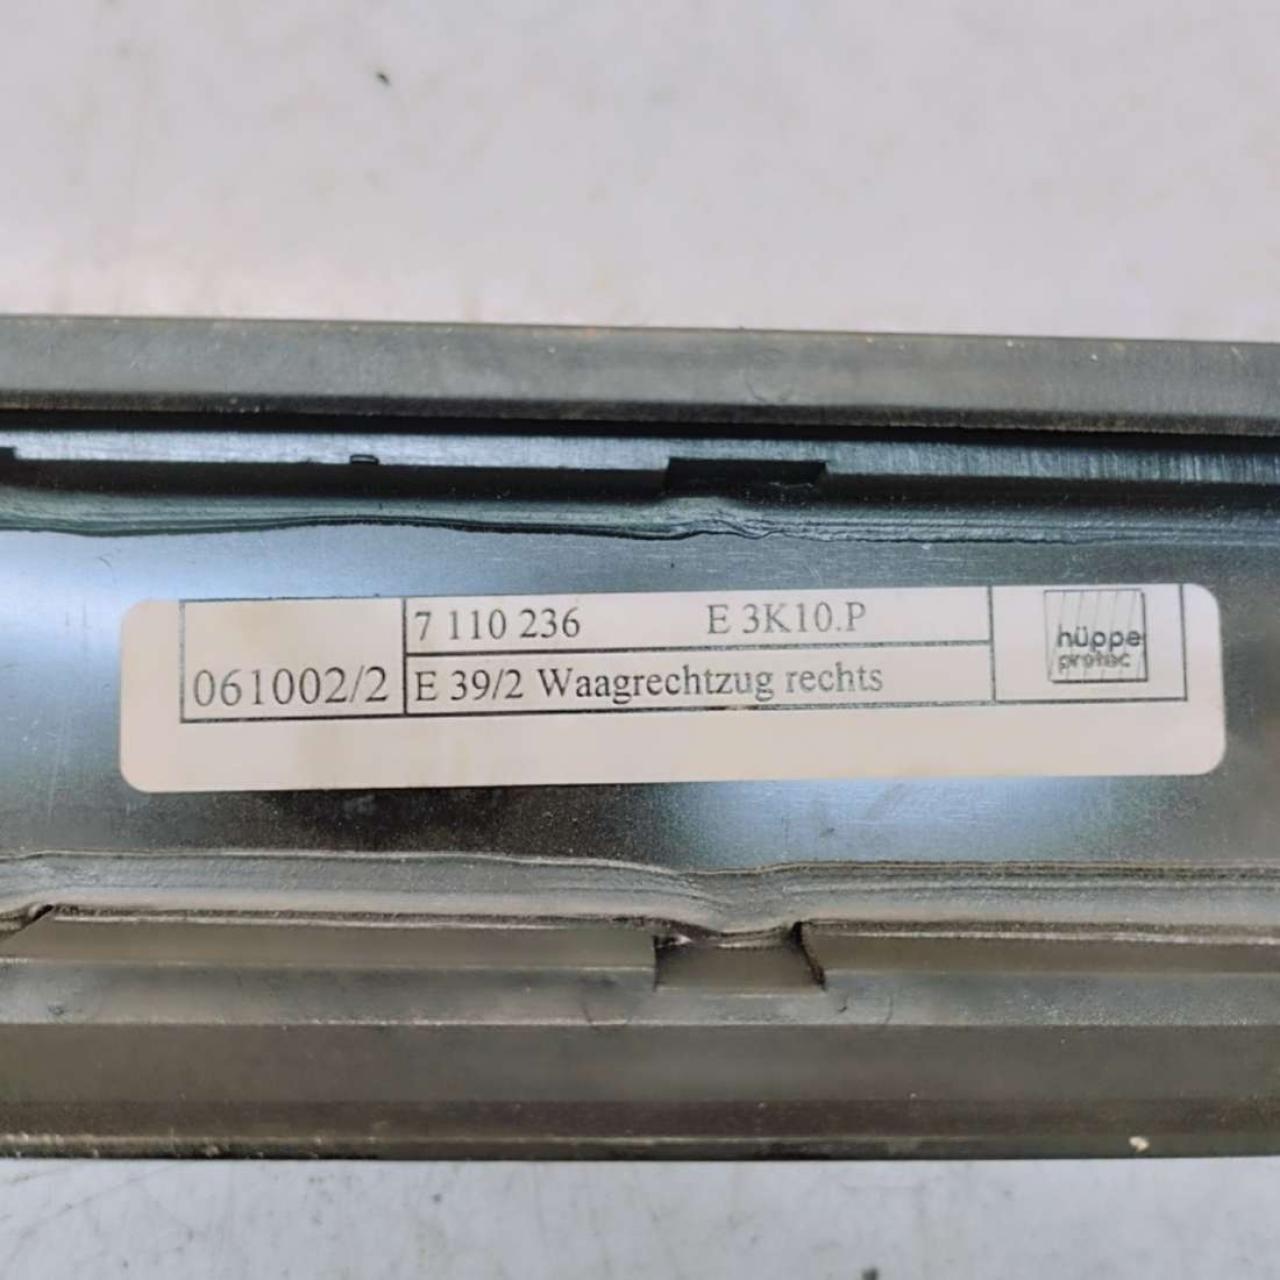 7 110 236 E 3K10.P
061002/2 E 39/2 Waagrechtzug rechts
hüppe
protec